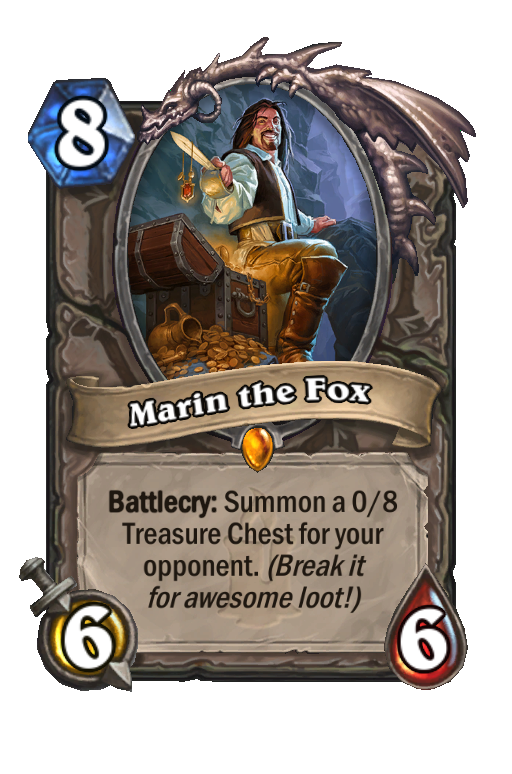 8
Marin the Fox
Battlecry: Summon a 0/8
Treasure Chest for your
opponent. (Break it
for awesome loot!)
6
6